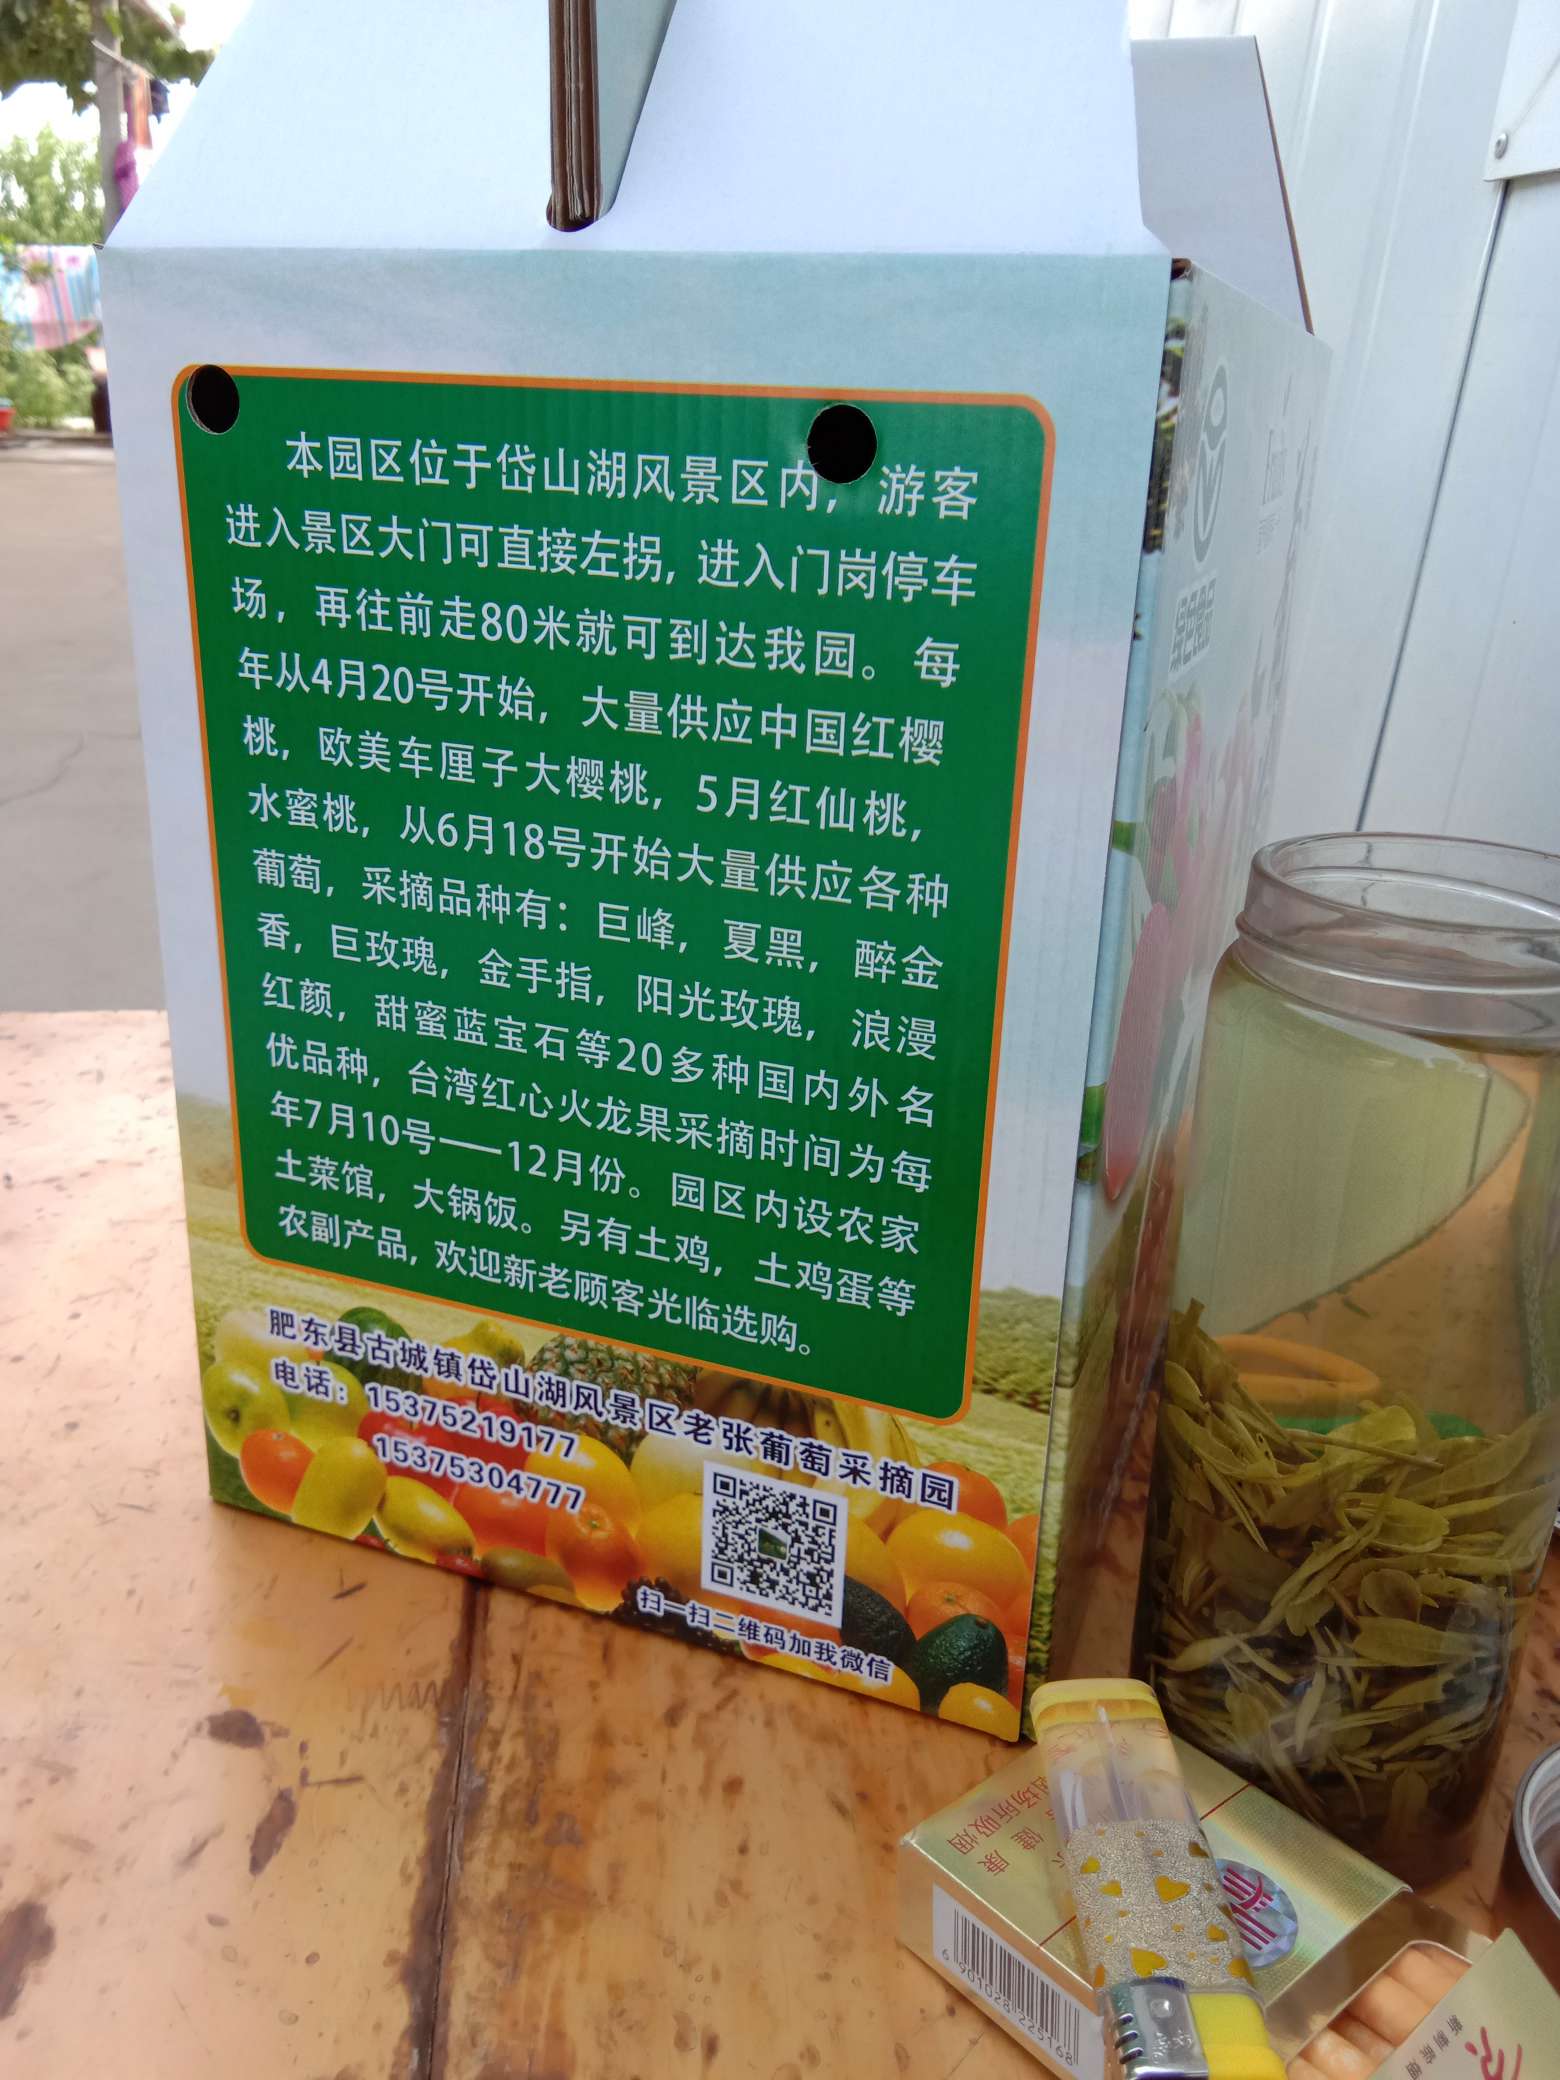 本园区位于岱山湖风景区内，游客
进入景区大门可直接左拐，进入门岗停车
场，再往前走80米就可到达我园。每
年从4月20号开始，大量供应中国红樱
桃，欧美车厘子大樱桃，5月红仙桃，
水蜜桃，从6月18号开始大量供应各种
葡萄，采摘品种有：巨峰，夏黑，醉金
香，巨玫瑰，金手指，阳光玫瑰，浪漫
红颜，甜蜜蓝宝石等20多种国内外名
优品种，台湾红心火龙果采摘时间为每
年7月10号——12月份。园区内设农家
土菜馆，大锅饭。另有土鸡，土鸡蛋等
农副产品，欢迎新老顾客光临选购。
肥东县古城镇岱山湖风景区老张葡萄采摘园
电话：15375219177
15375304777
扫一扫二维码加我微信
绿色食品
健康
场所吸烟
6 901028 225168